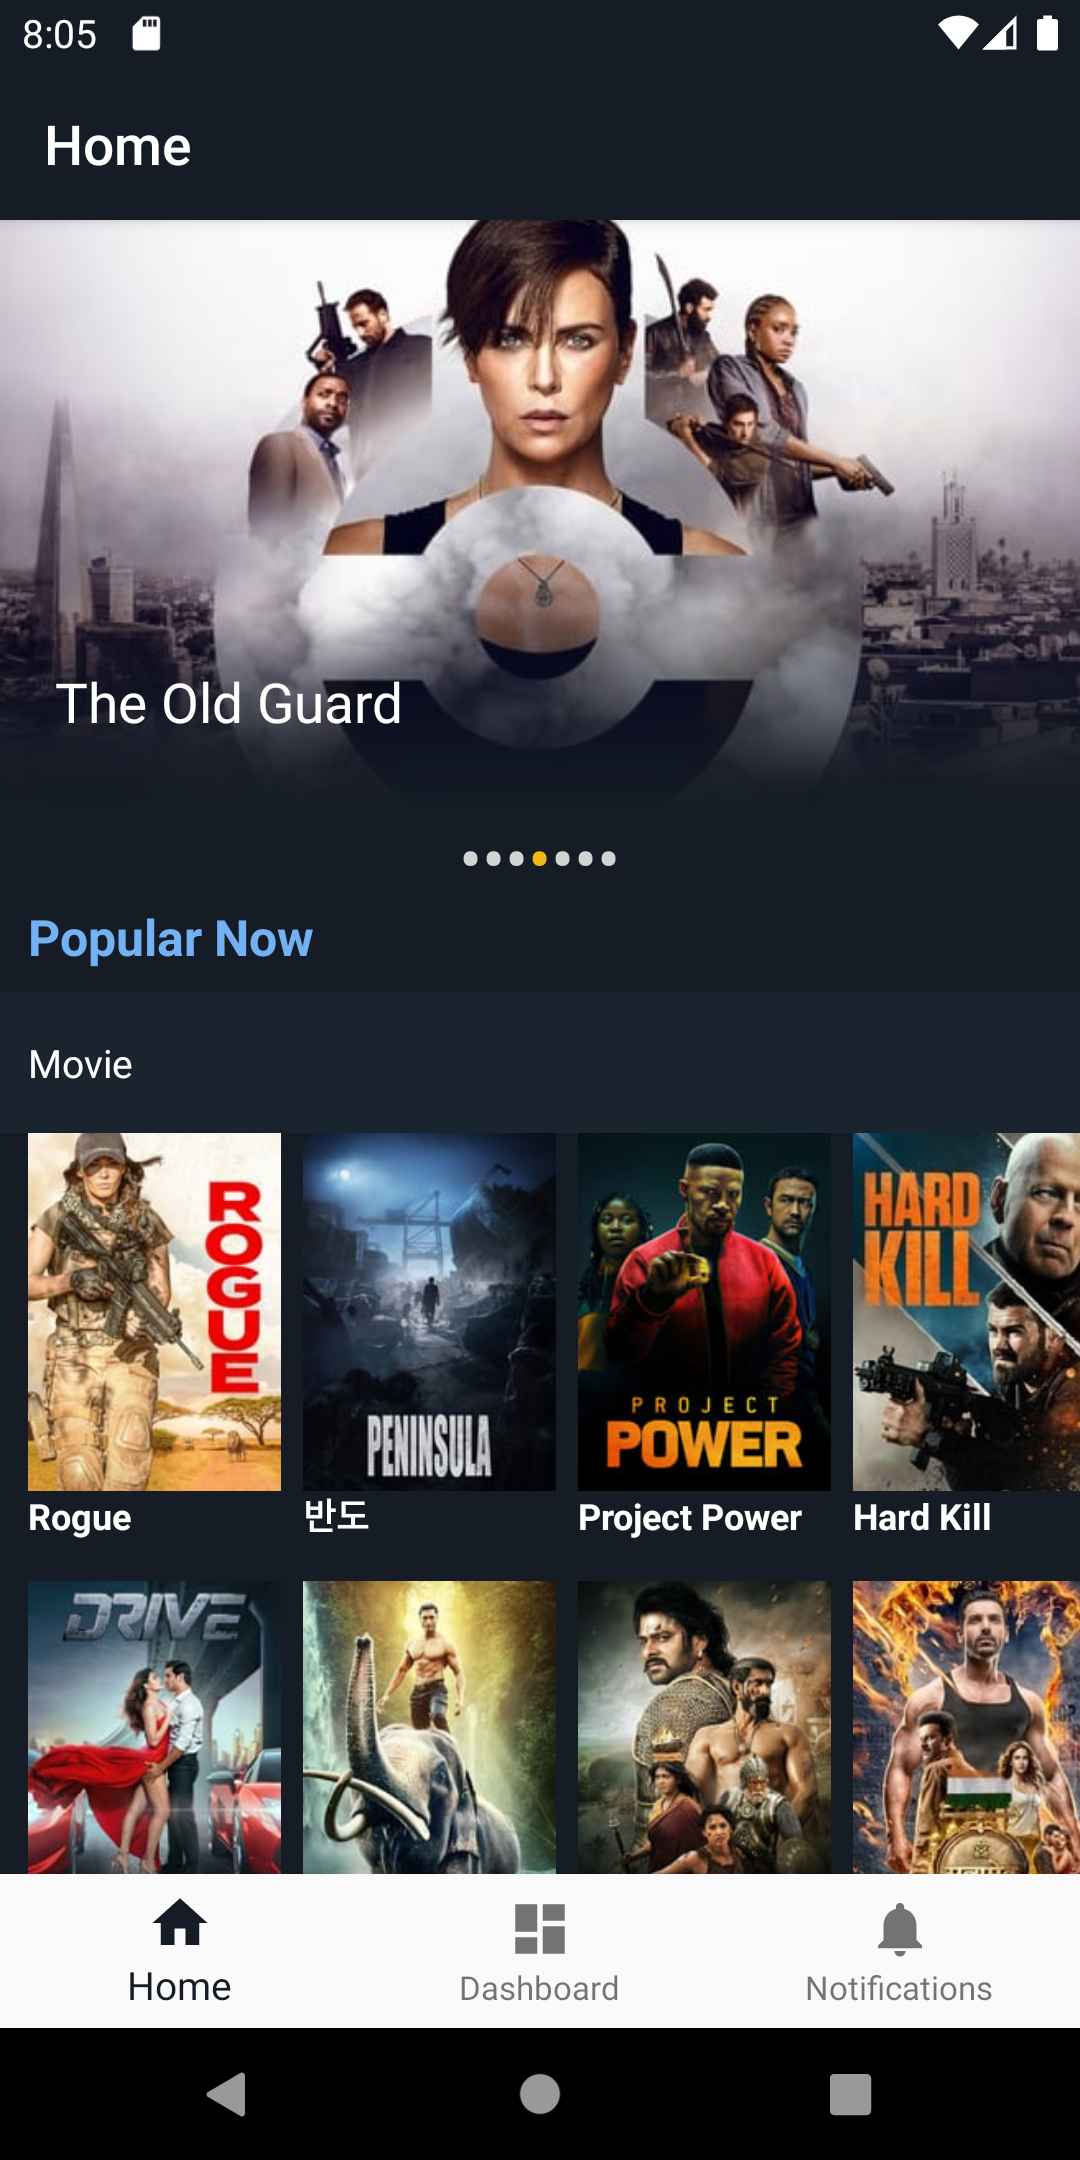 8:05
Home
The Old Guard
Popular Now
Movie
ROGUE
PENINSULA
PROJECT
POWER
HARD
KILL
Rogue
반도
Project Power
Hard Kill
DRIVE
Home
Dashboard
Notifications